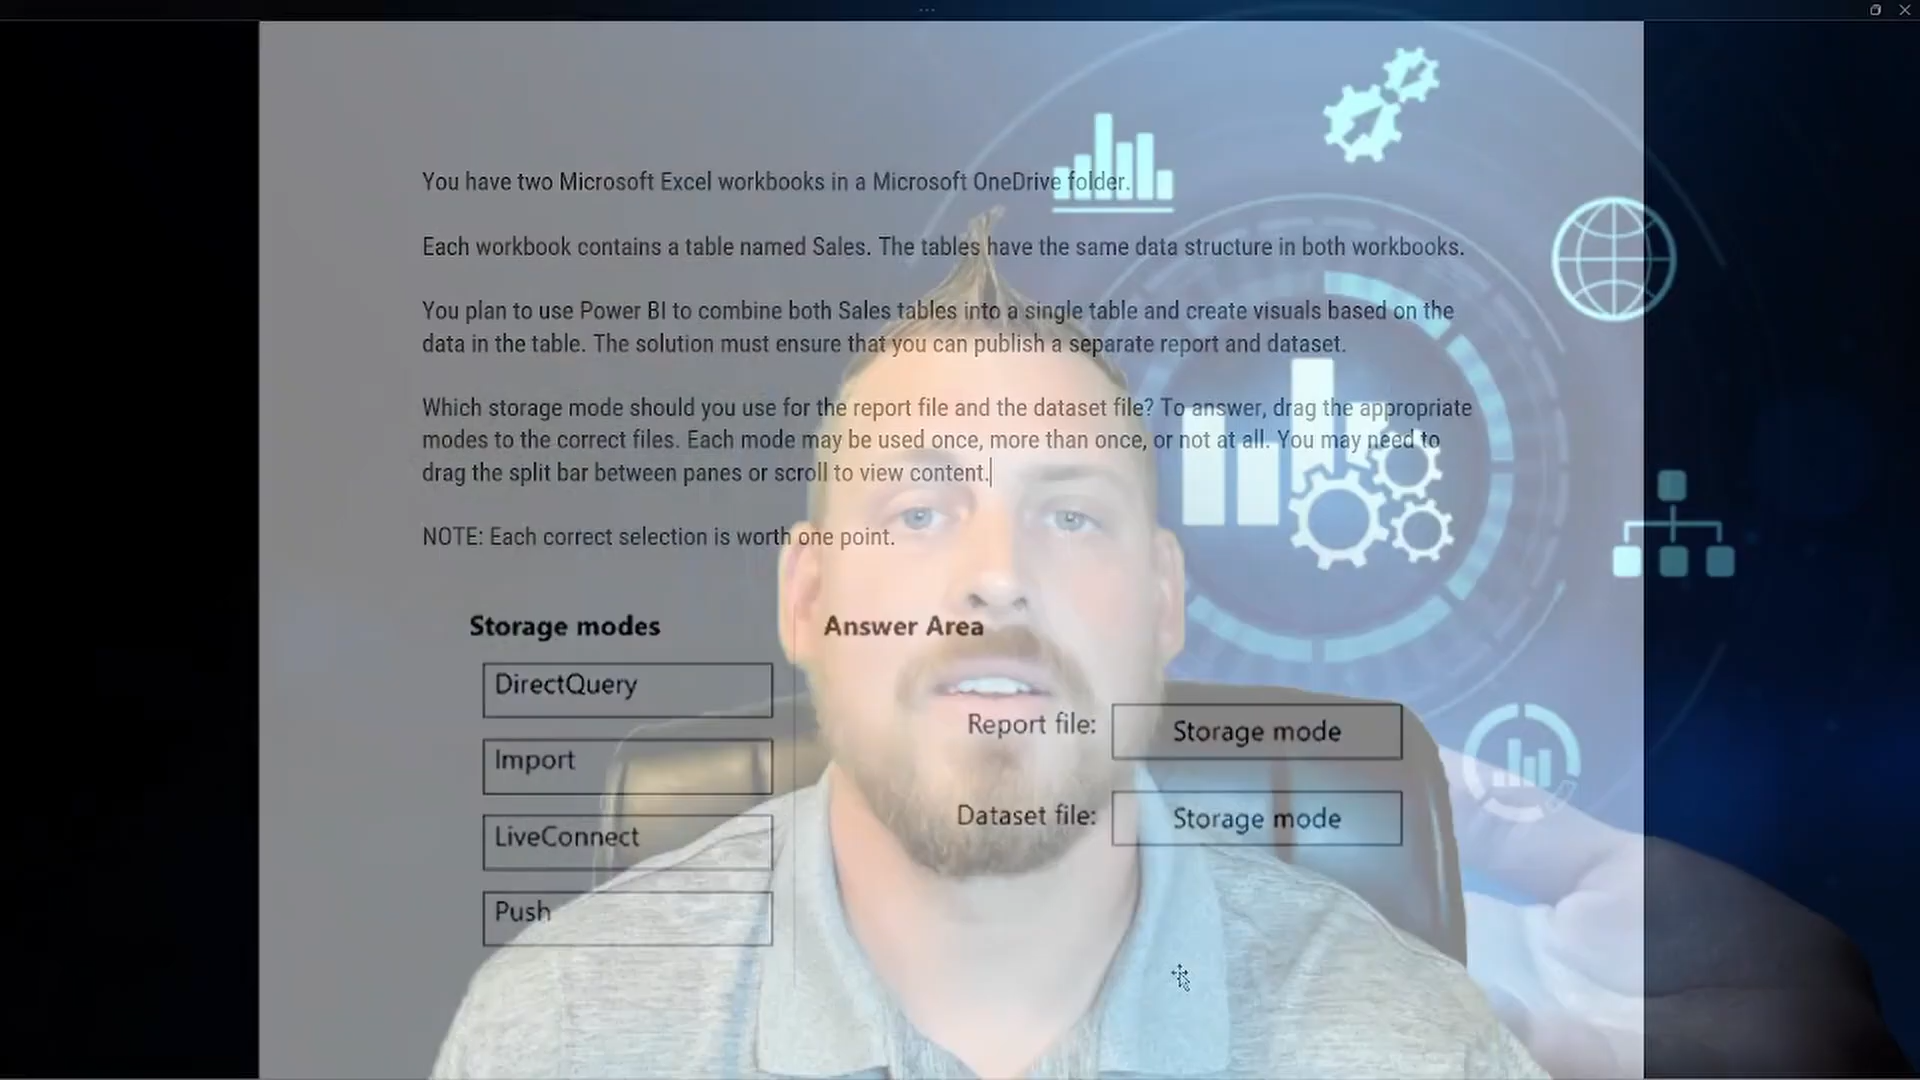 You have two Microsoft Excel workbooks in a Microsoft OneDrive folder.
Each workbook contains a table named Sales. The tables have the same data structure in both workbooks.
You plan to use Power BI to combine both Sales tables into a single table and create visuals based on the
data in the table. The solution must ensure that you can publish a separate report and dataset.
Which storage mode should you use for the report file and the dataset file? To answer, drag the appropriate
modes to the correct files. Each mode may be used once, more than once, or not at all. You may need to
drag the split bar between panes or scroll to view content.
NOTE: Each correct selection is worth one point.
Storage modes
Answer Area
DirectQuery
Import
LiveConnect
Push
Report file:
Storage mode
Dataset file:
Storage mode